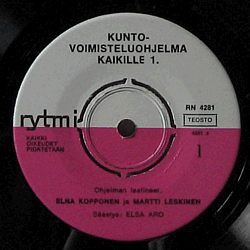 KUNTO-
VOIMISTELUOHJELMA
KAIKILLE 1.
rytmi
RN 4281
TEOSTO
KAIKKI
OIKEUDET
PIDÄTETÄÄN
1
Ohjelman laatineet:
ELNA KOPPONEN ja MARTTI LESKINEN
Säestys: ELSA ARO